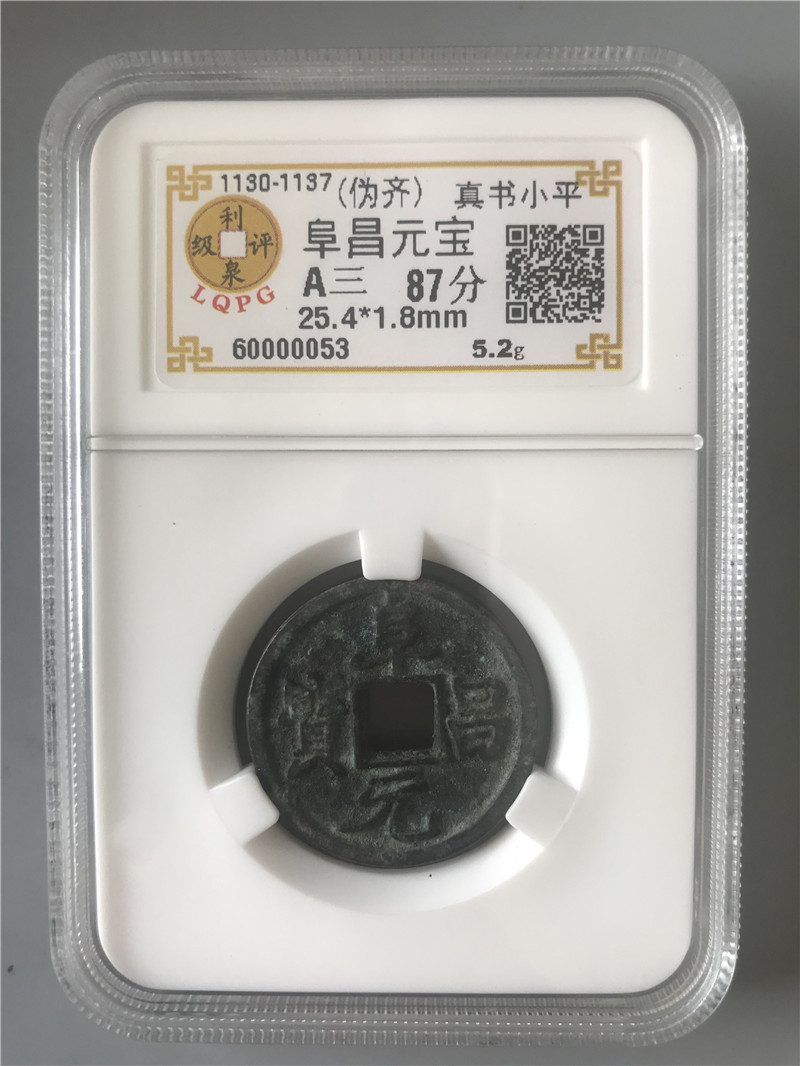 1130-1137 (伪齐) 真书小平
利泉评级
阜昌元宝
LQPG
A三 87分
25.4*1.8mm
60000053 5.2g
阜昌元寳